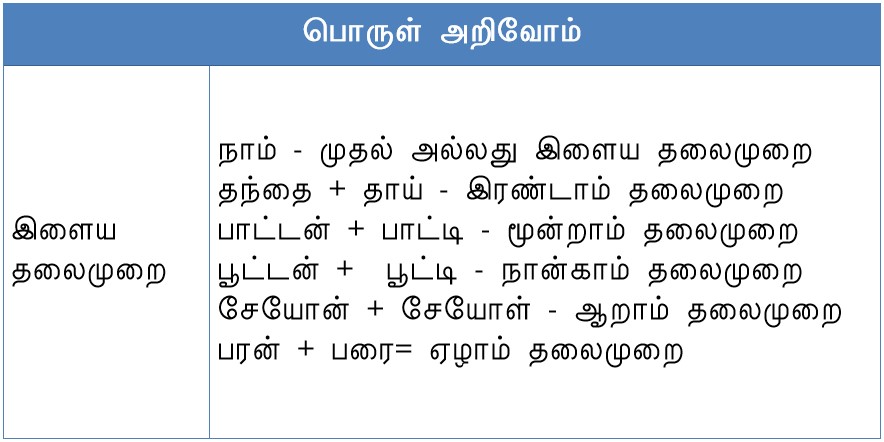 பொருள் அறிவோம்
இளைய
தலைமுறை
நாம் - முதல் அல்லது இளைய தலைமுறை
தந்தை + தாய் - இரண்டாம் தலைமுறை
பாட்டன் + பாட்டி - மூன்றாம் தலைமுறை
பூட்டன் + பூட்டி - நான்காம் தலைமுறை
சேயோன் + சேயோள் - ஆறாம் தலைமுறை
பரன் + பரை= ஏழாம் தலைமுறை